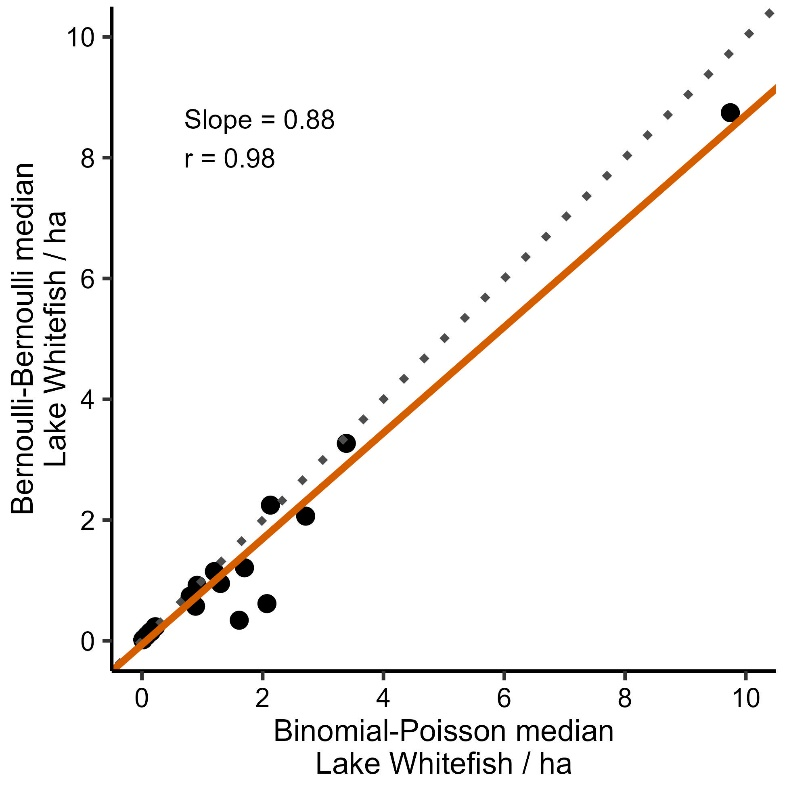 Slope = 0.88
r = 0.98
10
8
6
4
2
0
Bernoulli-Bernoulli median
Lake Whitefish / ha
0 2 4 6 8 10
Binomial-Poisson median
Lake Whitefish / ha